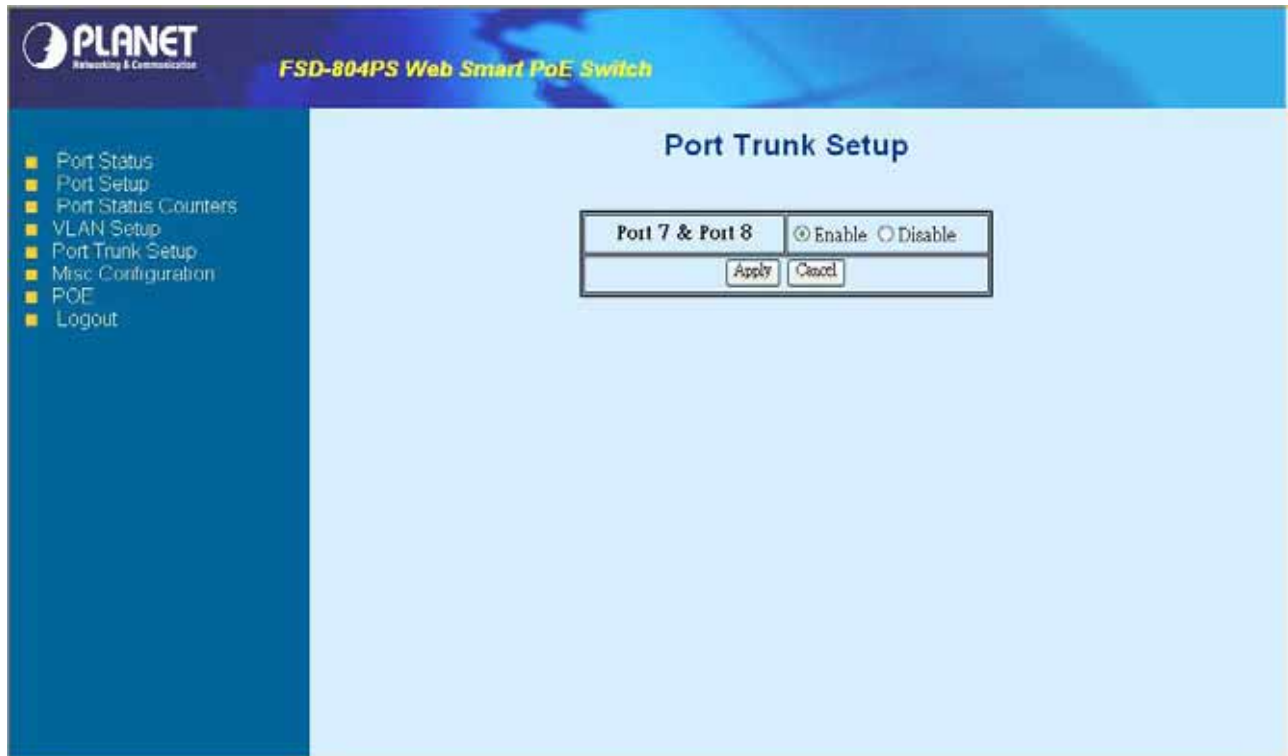 PLANET
Networking & Communication
FSD-804PS Web Smart PoE Switch
Port Status
Port Setup
Port Status Counters
VLAN Setup
Port Trunk Setup
Misc Configuration
POE
Logout
Port Trunk Setup
Port 7 & Port 8 Enable Disable
Apply Cancel